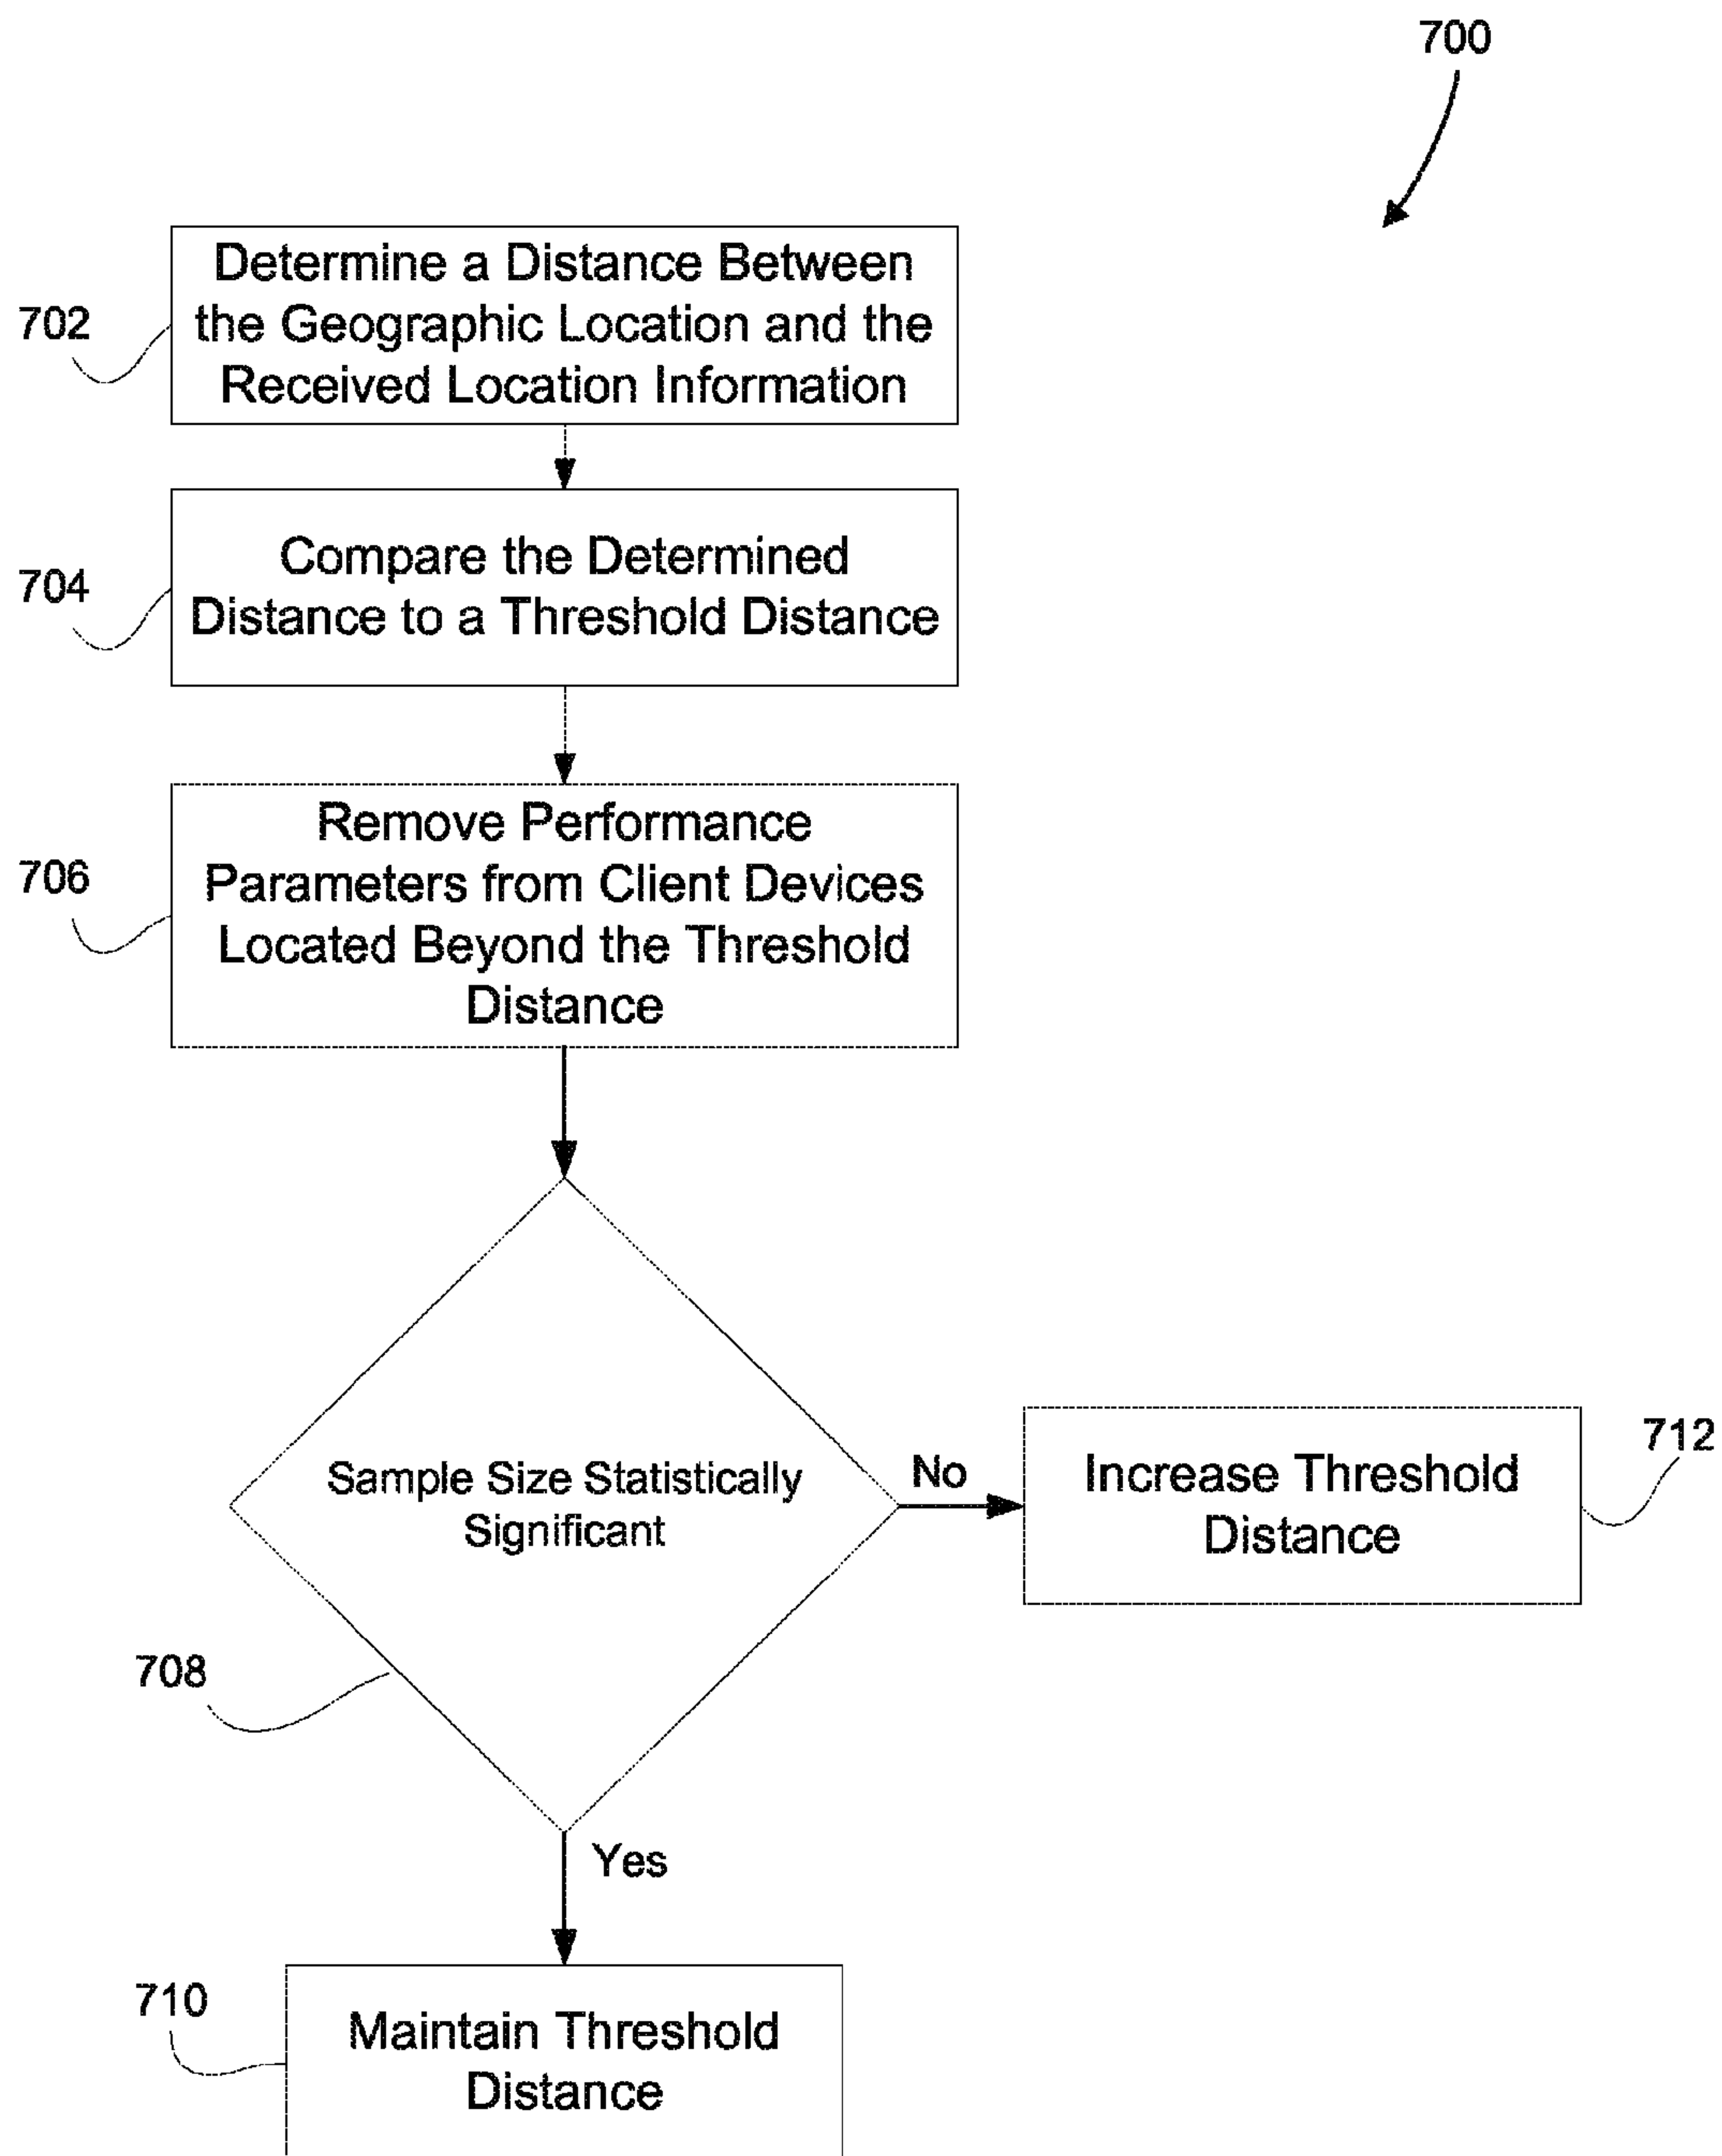 700
702
Determine a Distance Between
the Geographic Location and the
Received Location Information
704
Compare the Determined
Distance to a Threshold Distance
706
Remove Performance
Parameters from Client Devices
Located Beyond the Threshold
Distance
708
Sample Size Statistically
Significant
No
712
Increase Threshold
Distance
Yes
710
Maintain Threshold
Distance